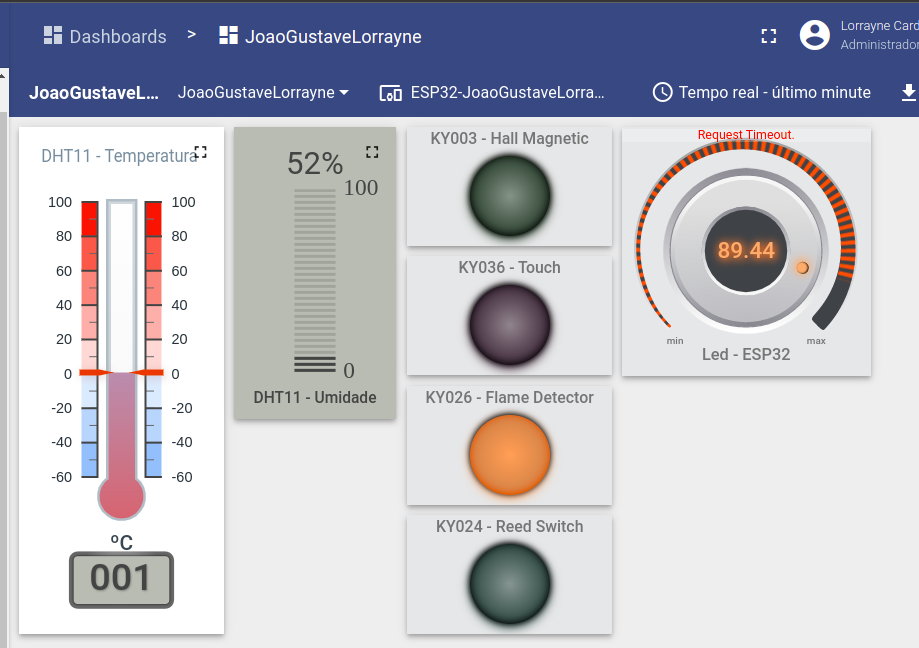 Dashboards > JoaoGustaveLorrayne
Lorrayne Card
Administrador
JoaoGustaveL... JoaoGustaveLorrayne ESP32-JoaoGustaveLorra... Tempo real - último minute
DHT11 - Temperatura
100 100
80 80
60 60
40 40
20 20
0 0
-20 -20
-40 -40
-60 -60
ºC
001
52%
100
0
DHT11 - Umidade
KY003 - Hall Magnetic
KY036 - Touch
KY026 - Flame Detector
KY024 - Reed Switch
Request Timeout.
89.44
min max
Led - ESP32